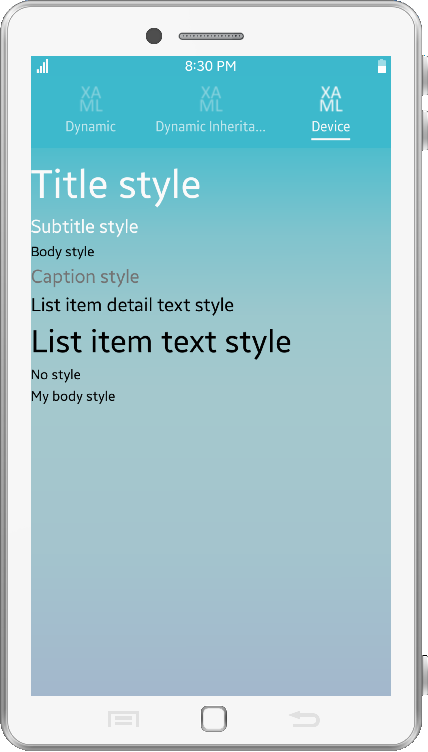 8:30 PM
XA
ML
XA
ML
XA
ML
Dynamic
Dynamic Inherita...
Device
Title style
Subtitle style
Body style
Caption style
List item detail text style
List item text style
No style
My body style